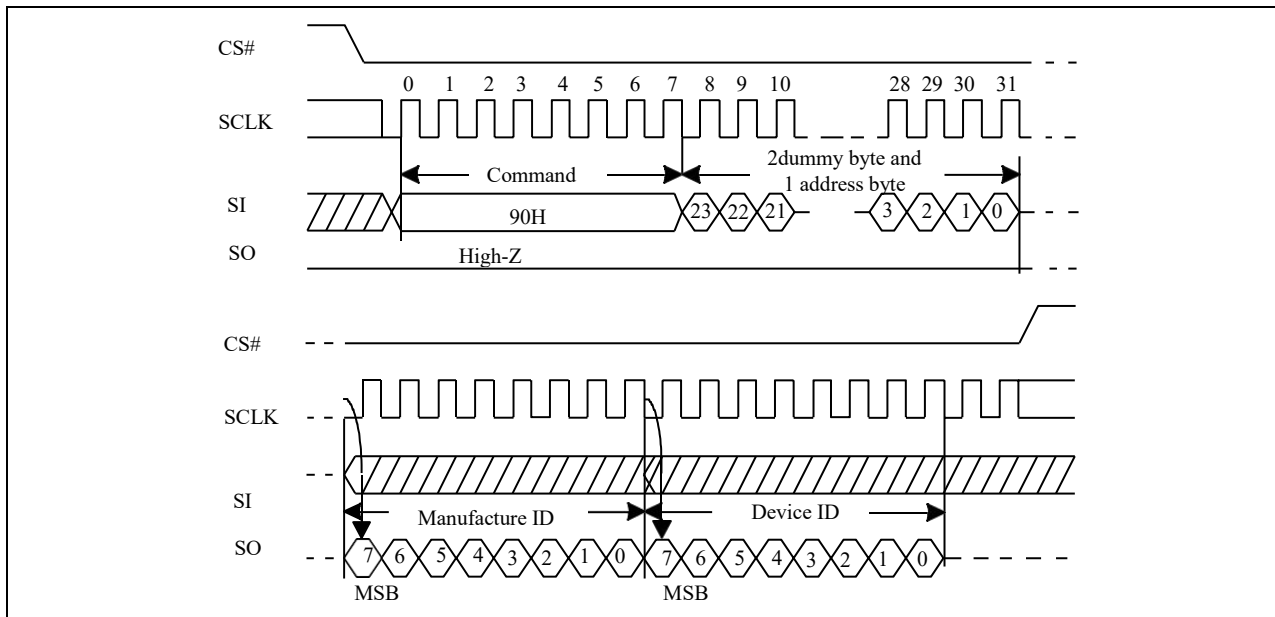 CS#
0 1 2 3 4 5 6 7 8 9 10 28 29 30 31
SCLK
Command
2dummy byte and
1 address byte
SI
90H
23 22 21 3 2 1 0
SO
High-Z
CS#
SCLK
SI
Manufacture ID
Device ID
SO
7 6 5 4 3 2 1 0 7 6 5 4 3 2 1 0
MSB
MSB